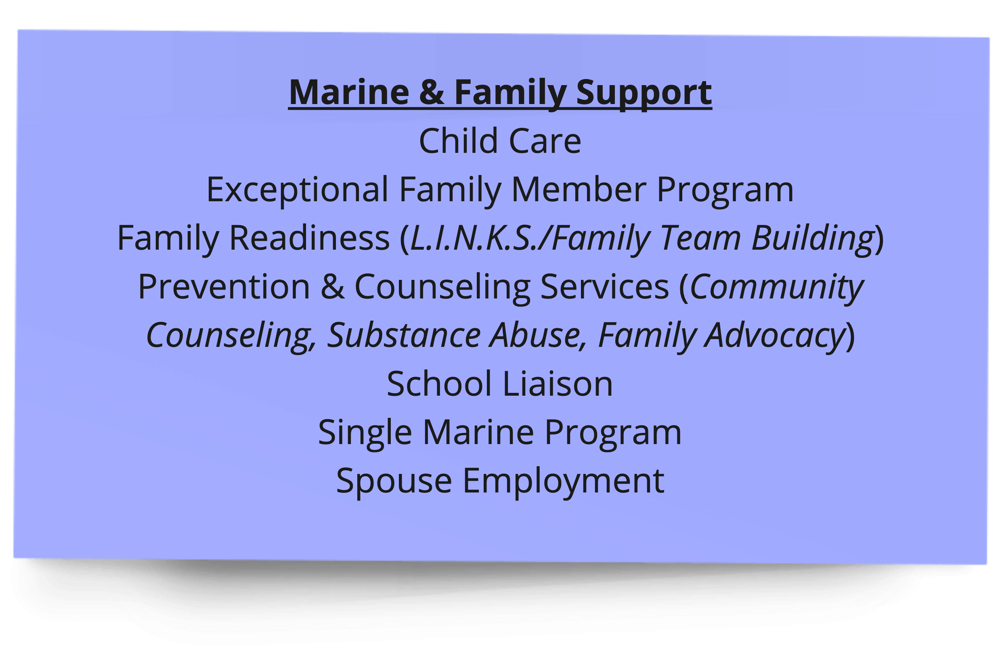 Marine & Family Support
Child Care
Exceptional Family Member Program
Family Readiness (L.I.N.K.S./Family Team Building)
Prevention & Counseling Services (Community
Counseling, Substance Abuse, Family Advocacy)
School Liaison
Single Marine Program
Spouse Employment